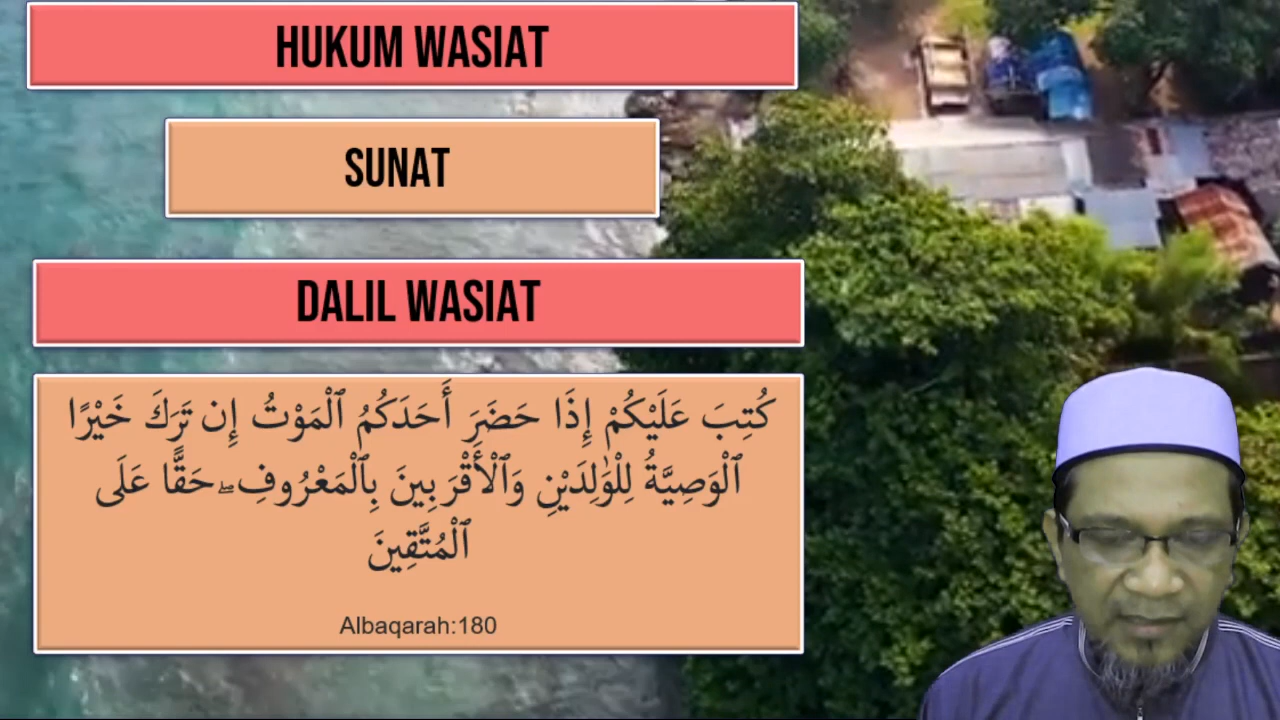 HUKUM WASIAT
SUNAT
DALIL WASIAT
كُتِبَ عَلَيْكُمْ إِذَا حَضَرَ أَحَدَكُمُ ٱلْمَوْتُ إِن تَرَكَ خَيْرًا
ٱلْوَصِيَّةُ لِلْوَٰلِدَيْنِ وَٱلْأَقْرَبِينَ بِٱلْمَعْرُوفِ ۖ حَقًّا عَلَى
ٱلْمُتَّقِينَ
Albaqarah:180